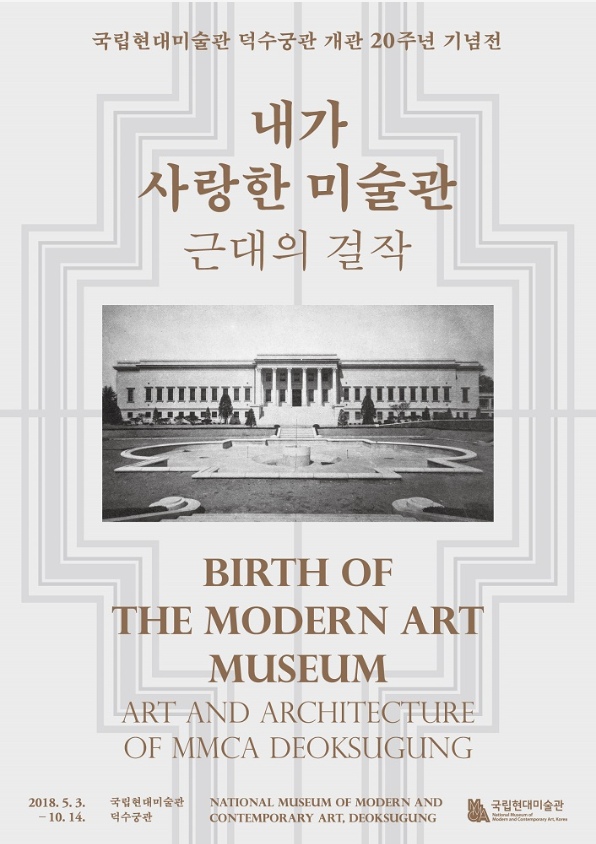 국립현대미술관 덕수궁관 개관 20주년 기념전
내가
사랑한 미술관
근대의 걸작
BIRTH OF
THE MODERN ART
MUSEUM
ART AND ARCHITECTURE
OF MMCA DEOKSUGUNG
2018. 5. 3.
– 10. 14.
국립현대미술관
덕수궁관
NATIONAL MUSEUM OF MODERN AND
CONTEMPORARY ART, DEOKSUGUNG
MMCA
국립현대미술관
National Museum of
Modern and Contemporary Art, Korea